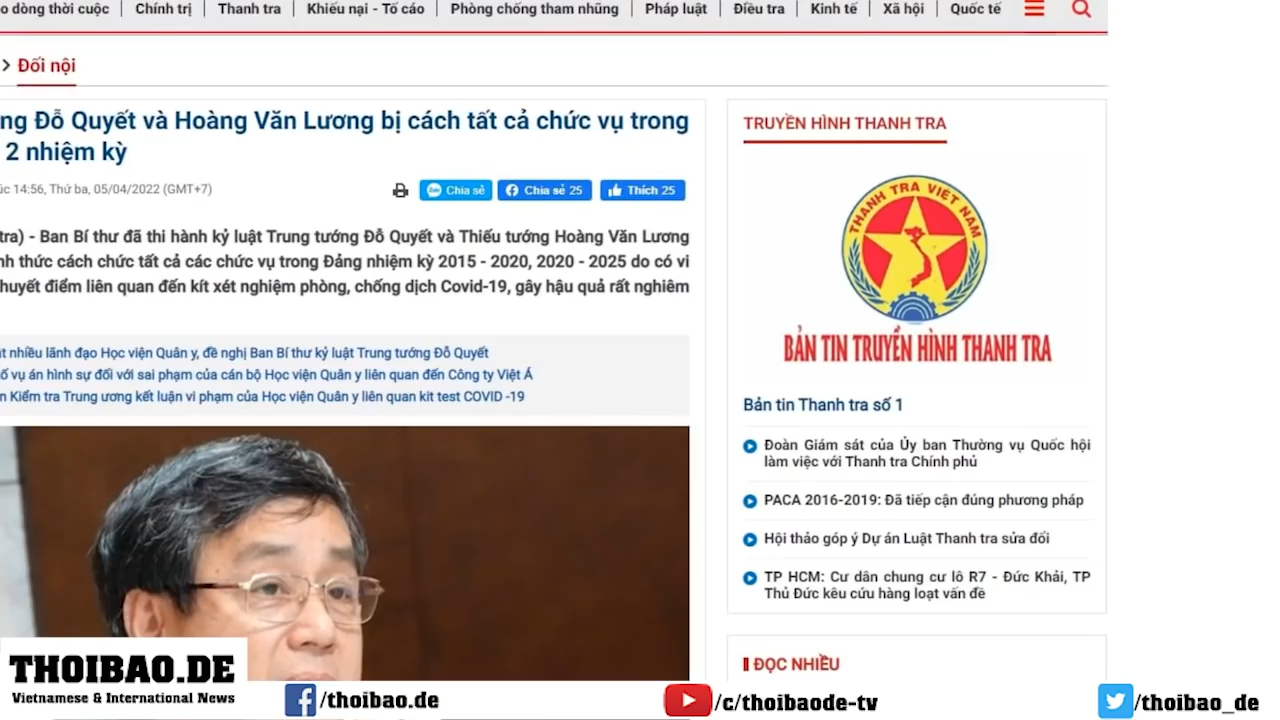 o dòng thời cuộc Chính trị Thanh tra Khiếu nại - Tố cáo Phòng chống tham nhũng Pháp luật Điều tra Kinh tế Xã hội Quốc tế
Đối nội
ng Đỗ Quyết và Hoàng Văn Lương bị cách tất cả chức vụ trong
2 nhiệm kỳ
úc 14:56, Thứ ba, 05/04/2022 (GMT+7)
Chia sẻ
Chia sẻ 25
Thích 25
tra) - Ban Bí thư đã thi hành kỷ luật Trung tướng Đỗ Quyết và Thiếu tướng Hoàng Văn Lương
nh thức cách chức tất cả các chức vụ trong Đảng nhiệm kỳ 2015 - 2020, 2020 - 2025 do có vi
huyết điểm liên quan đến kít xét nghiệm phòng, chống dịch Covid-19, gây hậu quả rất nghiêm
ật nhiều lãnh đạo Học viện Quân y, đề nghị Ban Bí thư kỷ luật Trung tướng Đỗ Quyết
tố vụ án hình sự đối với sai phạm của cán bộ Học viện Quân y liên quan đến Công ty Việt Á
n Kiểm tra Trung ương kết luận vi phạm của Học viện Quân y liên quan kit test COVID -19
TRUYỀN HÌNH THANH TRA
THANH TRA VIỆT NAM
BẢN TIN TRUYỀN HÌNH THANH TRA
Bản tin Thanh tra số 1
Đoàn Giám sát của Ủy ban Thường vụ Quốc hội
làm việc với Thanh tra Chính phủ
PACA 2016-2019: Đã tiếp cận đúng phương pháp
Hội thảo góp ý Dự án Luật Thanh tra sửa đổi
TP HCM: Cư dân chung cư lô R7 - Đức Khải, TP
Thủ Đức kêu cứu hàng loạt vấn đề
ĐỌC NHIỀU
THOIBAO.DE
Vietnamese & International News
/thoibao.de
/c/thoibaode-tv
/thoibao_de